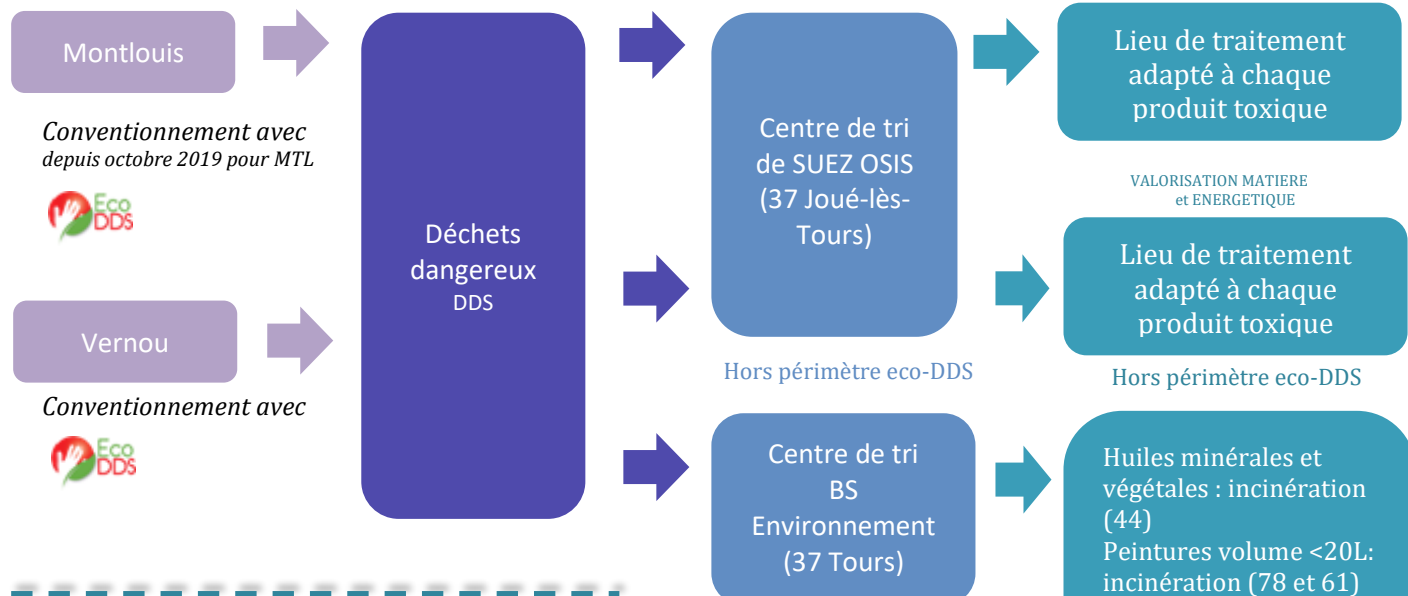 Montlouis
Conventionnement avec
depuis octobre 2019 pour MTL
Eco
DDS
Vernou
Conventionnement avec
Eco
DDS
Déchets
dangereux
DDS
Centre de tri
de SUEZ OSIS
(37 Joué-lès-
Tours)
Hors périmètre eco-DDS
Centre de tri
BS
Environnement
(37 Tours)
Lieu de traitement
adapté à chaque
produit toxique
VALORISATION MATIERE
et ENERGETIQUE
Lieu de traitement
adapté à chaque
produit toxique
Hors périmètre eco-DDS
Huiles minérales et
végétales : incinération
(44)
Peintures volume <20L:
incinération (78 et 61)